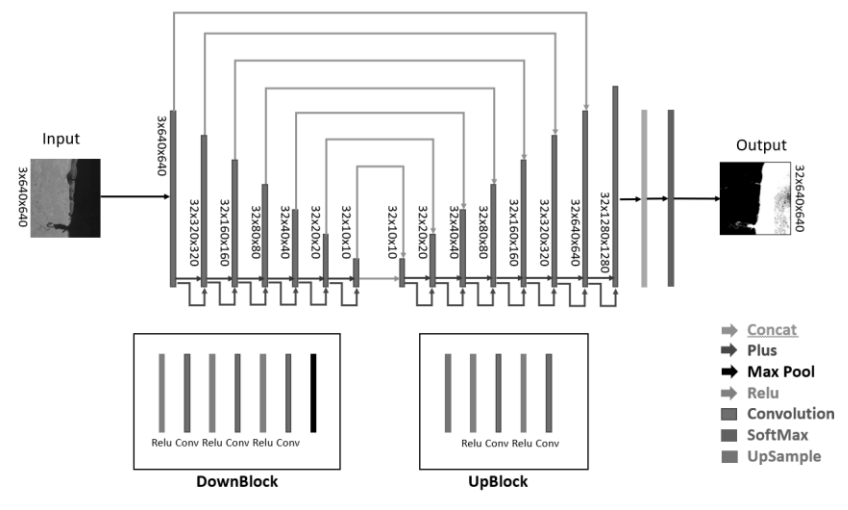 Input
3x640x640
3x640x640
32x320x320
32x160x160
32x80x80
32x40x40
32x20x20
32x10x10
32x10x10
32x20x20
32x40x40
32x80x80
32x160x160
32x320x320
32x640x640
32x1280x1280
Output
32x640x640
Relu Conv Relu Conv Relu Conv
DownBlock
Relu Conv Relu Conv
UpBlock
Concat
Plus
Max Pool
Relu
Convolution
SoftMax
UpSample